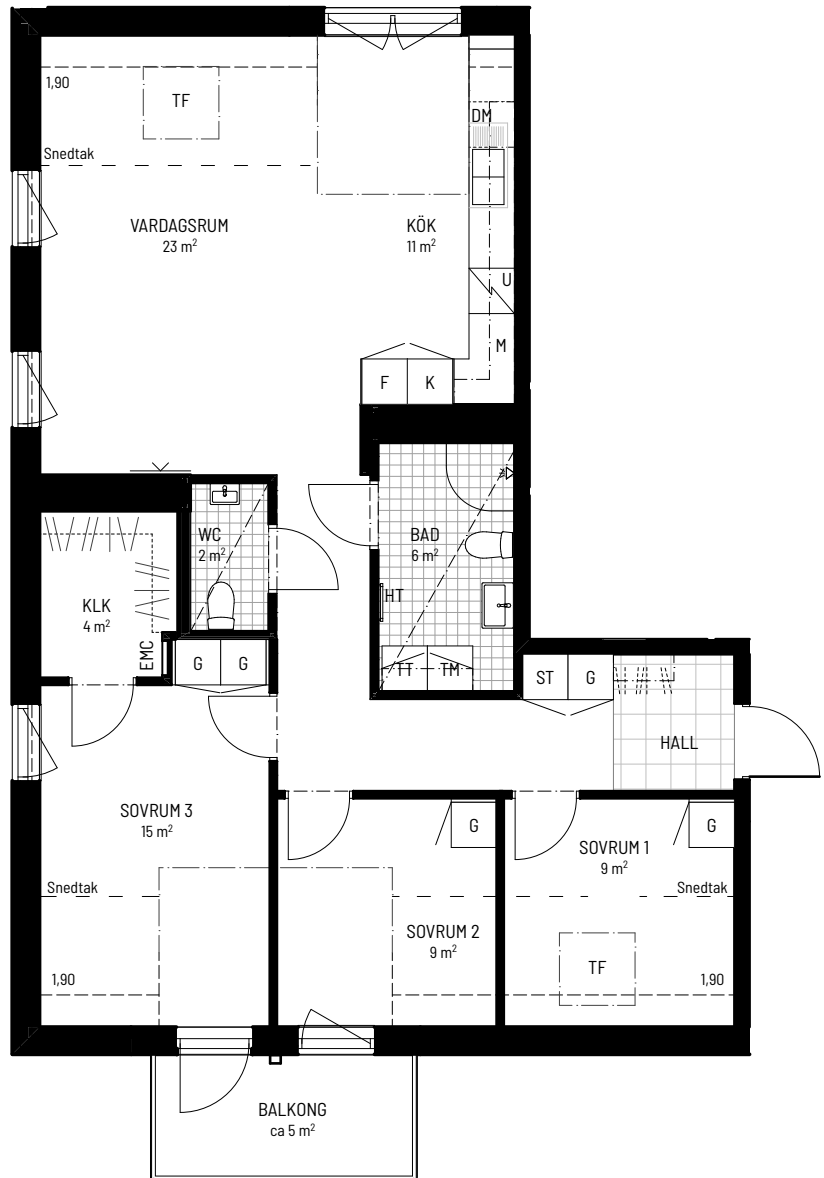 1,90
TF
DM
Snedtak
VARDAGSRUM
23 m²
KÖK
11 m²
U
M
F
K
WC
2 m²
BAD
6 m²
HT
KLK
4 m²
EMC
G
G
TT
TM
ST
G
HALL
SOVRUM 3
15 m²
G
G
SOVRUM 1
9 m²
Snedtak
Snedtak
SOVRUM 2
9 m²
TF
1,90
1,90
BALKONG
ca 5 m²